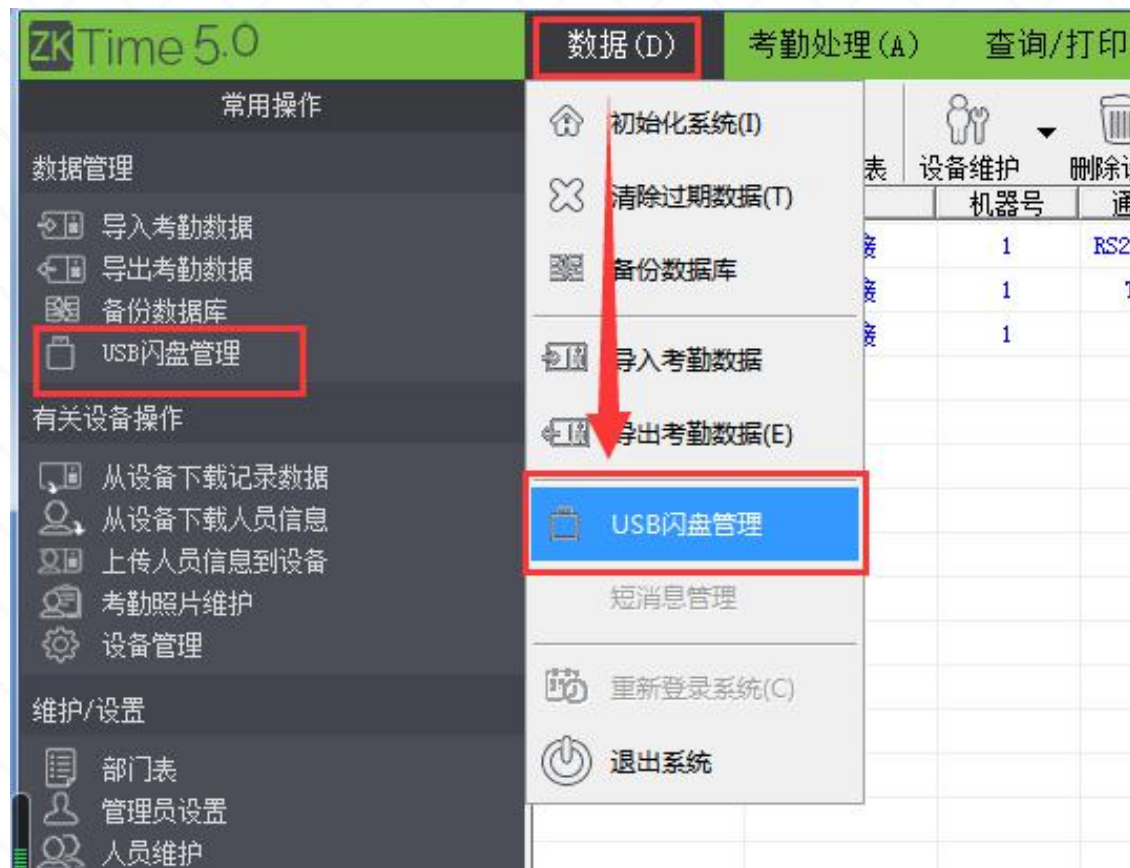 ZKTime 5.0
数据(D) 考勤处理(A) 查询/打印
常用操作
数据管理
导入考勤数据
导出考勤数据
备份数据库
USB闪盘管理
有关设备操作
从设备下载记录数据
从设备下载人员信息
上传人员信息到设备
考勤照片维护
设备管理
维护/设置
部门表
管理员设置
人员维护
初始化系统(I)
清除过期数据(T)
备份数据库
导入考勤数据
导出考勤数据(E)
USB闪盘管理
短消息管理
重新登录系统(C)
退出系统
表 设备维护 删除
机器号 通
1 RS2
1
1